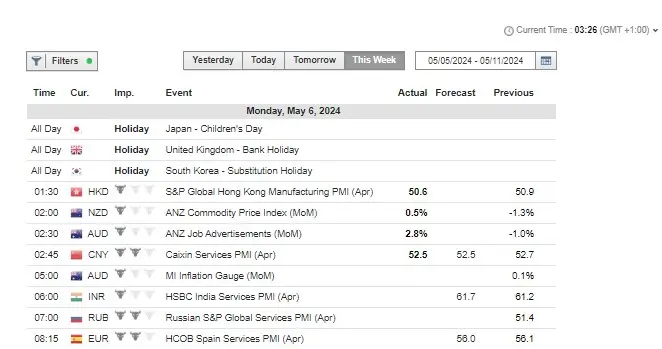 Current Time : 03:26 (GMT +1:00)
Filters Yesterday Today Tomorrow This Week 05/05/2024 - 05/11/2024
Time Cur. Imp. Event Actual Forecast Previous
Monday, May 6, 2024
All Day Holiday Japan - Children's Day
All Day Holiday United Kingdom - Bank Holiday
All Day Holiday South Korea - Substitution Holiday
01:30 HKD S&P Global Hong Kong Manufacturing PMI (Apr) 50.6 50.9
02:00 NZD ANZ Commodity Price Index (MoM) 0.5% -1.3%
02:30 AUD ANZ Job Advertisements (MoM) 2.8% -1.0%
02:45 CNY Caixin Services PMI (Apr) 52.5 52.5 52.7
05:00 AUD MI Inflation Gauge (MoM) 0.1%
06:00 INR HSBC India Services PMI (Apr) 61.7 61.2
07:00 RUB Russian S&P Global Services PMI (Apr) 51.4
08:15 EUR HCOB Spain Services PMI (Apr) 56.0 56.1